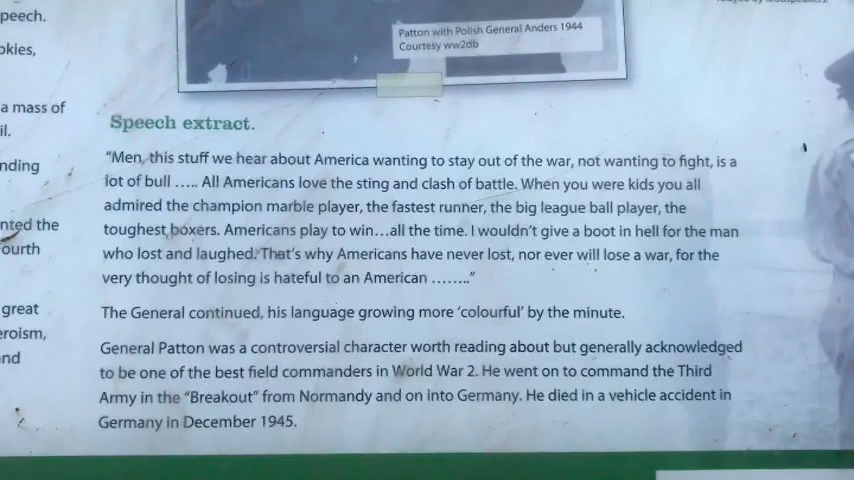 peech.
okies,
a mass of
il.
nding
nted the
ourth
great
eroism,
nd
Patton with Polish General Anders 1944
Courtesy ww2db
Speech extract.
"Men, this stuff we hear about America wanting to stay out of the war, not wanting to fight, is a
lot of bull ….. All Americans love the sting and clash of battle. When you were kids you all
admired the champion marble player, the fastest runner, the big league ball player, the
toughest boxers. Americans play to win…all the time. I wouldn't give a boot in hell for the man
who lost and laughed. That's why Americans have never lost, nor ever will lose a war, for the
very thought of losing is hateful to an American …….."
The General continued, his language growing more 'colourful' by the minute.
General Patton was a controversial character worth reading about but generally acknowledged
to be one of the best field commanders in World War 2. He went on to command the Third
Army in the "Breakout" from Normandy and on into Germany. He died in a vehicle accident in
Germany in December 1945.